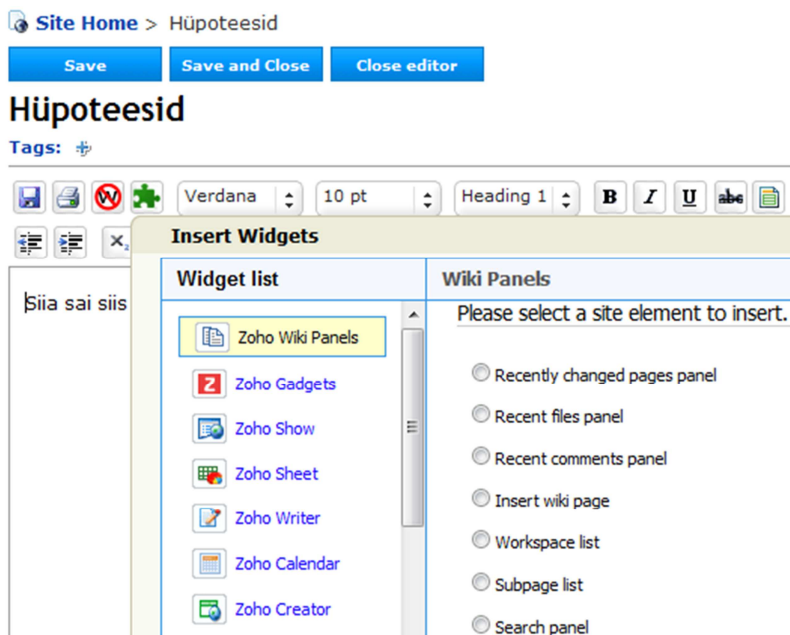 Site Home > Hüpoteesid
Save Save and Close Close editor
Hüpoteesid
Tags:
Verdana 10 pt Heading 1 B I U abc
Insert Widgets
Widget list
Siia sai siis
Zoho Wiki Panels
Zoho Gadgets
Zoho Show
Zoho Sheet
Zoho Writer
Zoho Calendar
Zoho Creator
Wiki Panels
Please select a site element to insert.
Recently changed pages panel
Recent files panel
Recent comments panel
Insert wiki page
Workspace list
Subpage list
Search panel